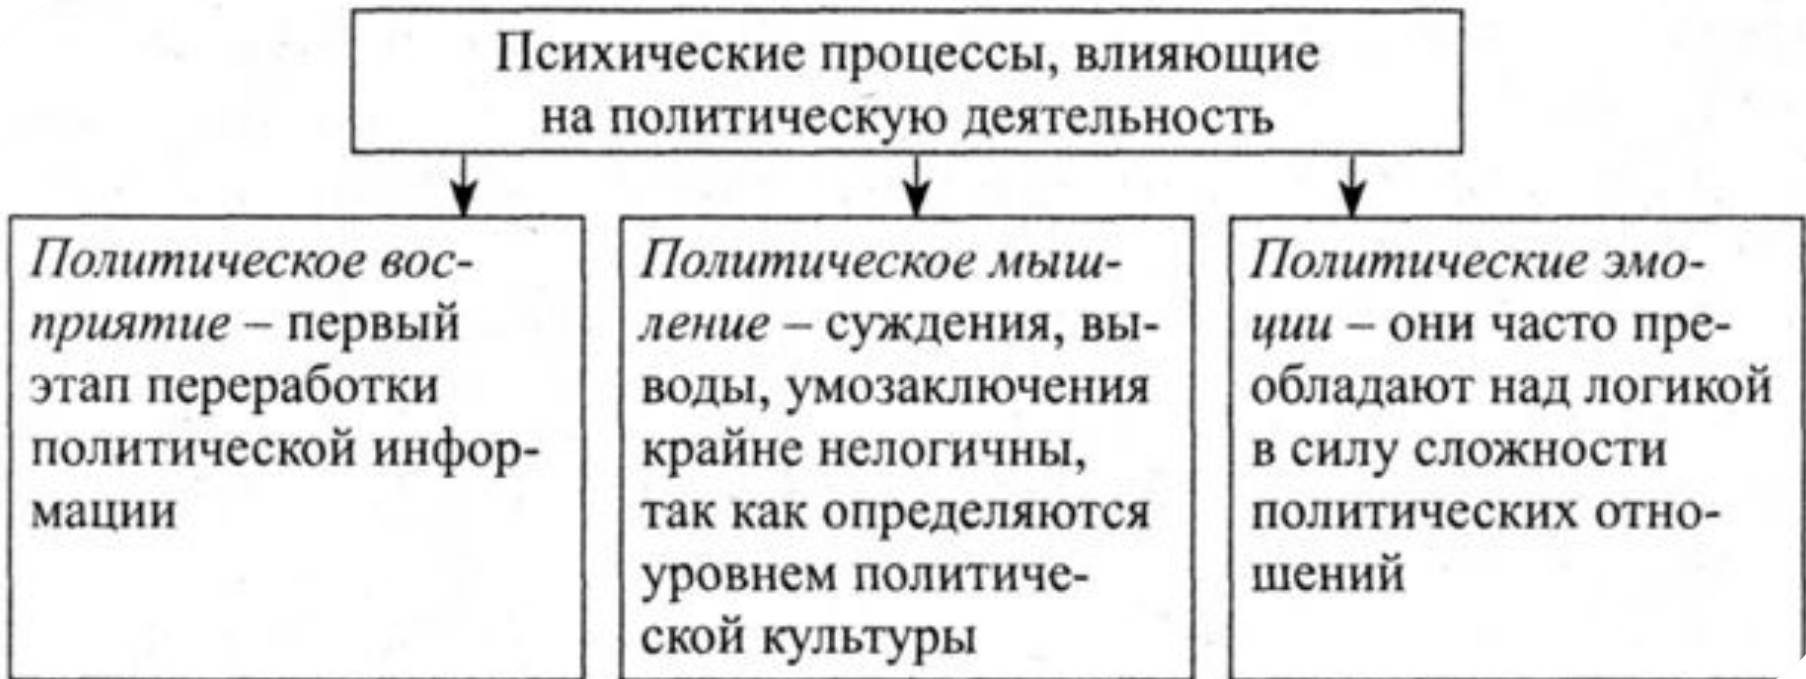 Психические процессы, влияющие
на политическую деятельность
Политическое вос-
приятие – первый
этап переработки
политической инфор-
мации
Политическое мыш-
ление – суждения, вы-
воды, умозаключения
крайне нелогичны,
так как определяются
уровнем политиче-
ской культуры
Политические эмо-
ции – они часто пре-
обладают над логикой
в силу сложности
политических отно-
шений